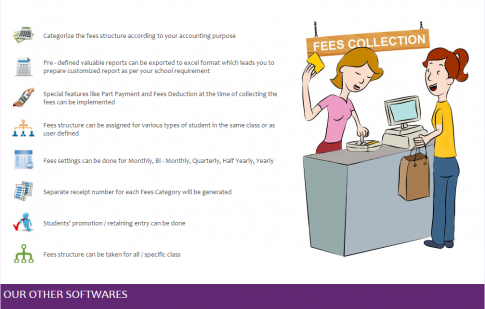 Categorize the fees structure according to your accounting purpose
Pre - defined valuable reports can be exported to excel format which leads you to
prepare customized report as per your school requirement
Special features like Part Payment and Fees Deduction at the time of collecting the
fees can be implemented
Fees structure can be assigned for various types of student in the same class or as
user defined
Fees settings can be done for Monthly, Bi - Monthly, Quarterly, Half Yearly, Yearly
Separate receipt number for each Fees Category will be generated
Students' promotion / retaining entry can be done
Fees structure can be taken for all / specific class
FEES COLLECTION
OUR OTHER SOFTWARES